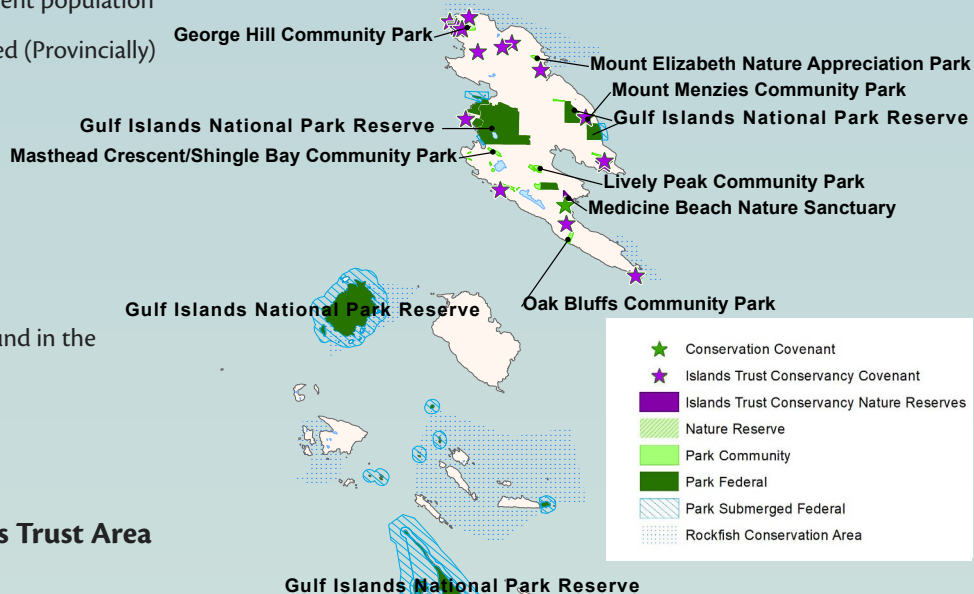 ent population
ed (Provincially)
George Hill Community Park
Mount Elizabeth Nature Appreciation Park
Mount Menzies Community Park
Gulf Islands National Park Reserve
Gulf Islands National Park Reserve
Masthead Crescent/Shingle Bay Community Park
Lively Peak Community Park
Medicine Beach Nature Sanctuary
Oak Bluffs Community Park
Gulf Islands National Park Reserve
und in the
Conservation Covenant
Islands Trust Conservancy Covenant
Islands Trust Conservancy Nature Reserves
Nature Reserve
Park Community
Park Federal
Park Submerged Federal
Rockfish Conservation Area
s Trust Area
Gulf Islands National Park Reserve